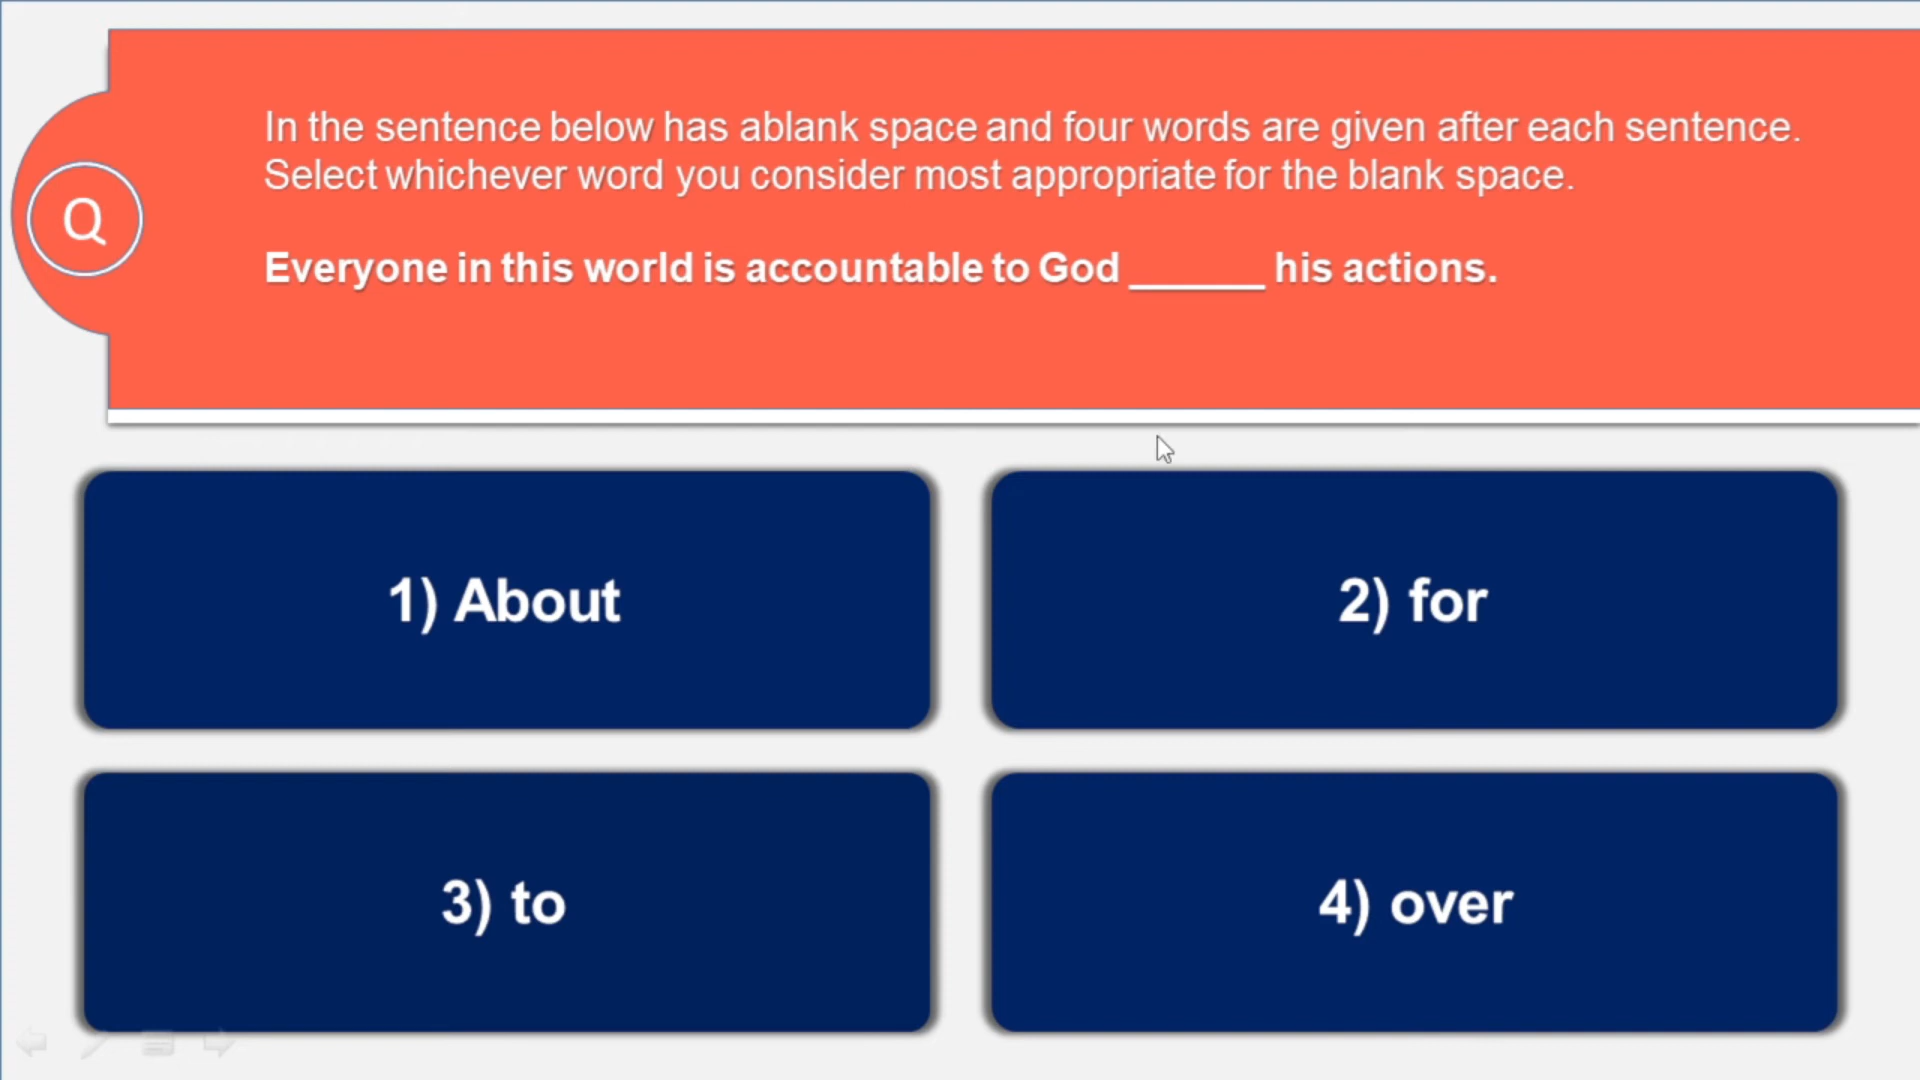 In the sentence below has ablank space and four words are given after each sentence.
Select whichever word you consider most appropriate for the blank space.
Q
Everyone in this world is accountable to God ______ his actions.
1) About
2) for
3) to
4) over